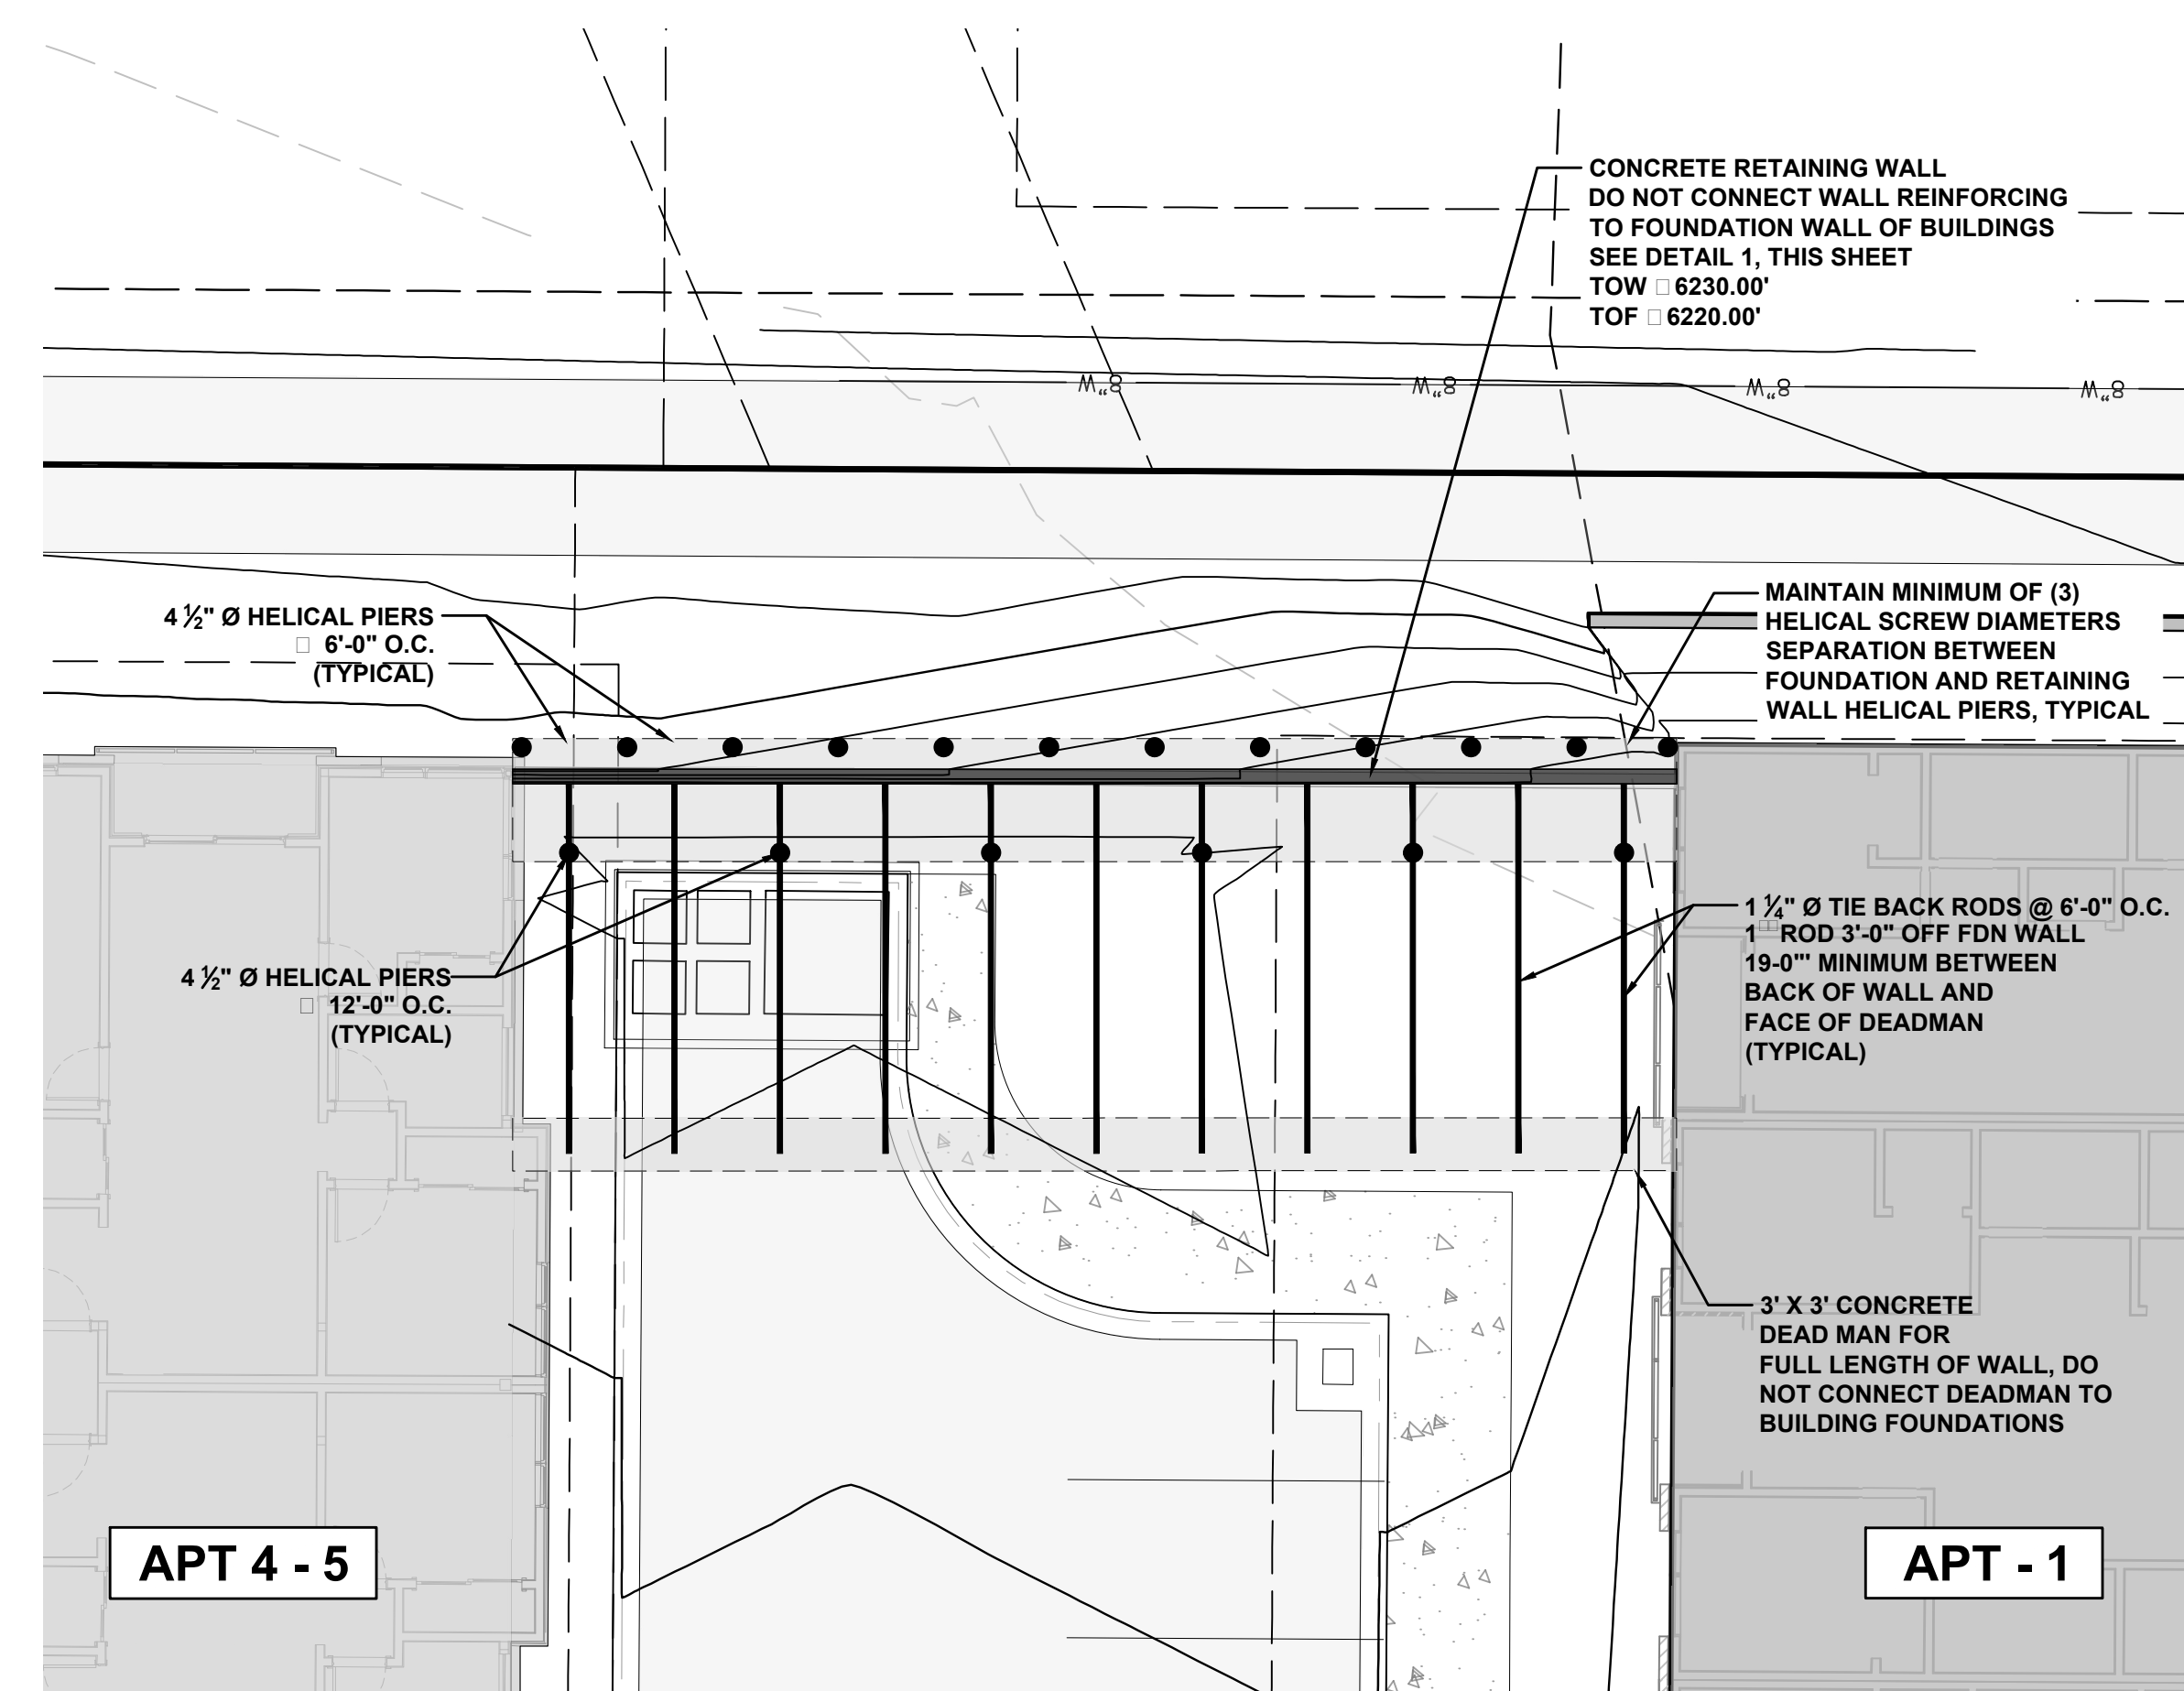 CONCRETE RETAINING WALL
DO NOT CONNECT WALL REINFORCING
TO FOUNDATION WALL OF BUILDINGS
SEE DETAIL 1, THIS SHEET
TOW □ 6230.00'
TOF □ 6220.00'
8"W 8"W 8"W 8"W
4 ½" Ø HELICAL PIERS
□ 6'-0" O.C.
(TYPICAL)
MAINTAIN MINIMUM OF (3)
HELICAL SCREW DIAMETERS
SEPARATION BETWEEN
FOUNDATION AND RETAINING
WALL HELICAL PIERS, TYPICAL
4 ½" Ø HELICAL PIERS
□ 12'-0" O.C.
(TYPICAL)
1 ¼" Ø TIE BACK RODS @ 6'-0" O.C.
1□□ ROD 3'-0" OFF FDN WALL
19-0"' MINIMUM BETWEEN
BACK OF WALL AND
FACE OF DEADMAN
(TYPICAL)
3' X 3' CONCRETE
DEAD MAN FOR
FULL LENGTH OF WALL, DO
NOT CONNECT DEADMAN TO
BUILDING FOUNDATIONS
APT 4 - 5
APT - 1